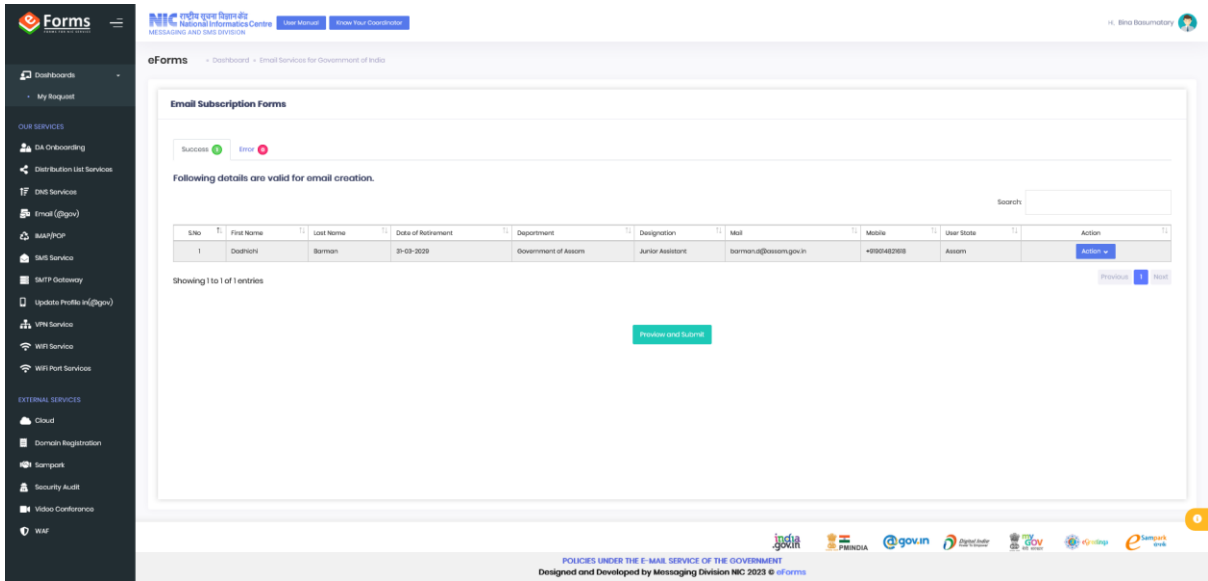 Forms
राष्ट्रीय सूचना विज्ञान केंद्र
NIC National Informatics Centre
MESSAGING AND SMS DIVISION
User Manual
Know Your Coordinator
Hi, Bina Basumatary
eForms
Dashboard • Email Services for Government of India
Dashboards
My Request
OUR SERVICES
DA Onboarding
Distribution List Services
DNS Services
Email (@gov)
IMAP/POP
SMS Service
SMTP Gateway
Update Profile in(@gov)
VPN Service
WIFI Service
WiFi Port Services
EXTERNAL SERVICES
Cloud
Domain Registration
Sampark
Security Audit
Video Conference
WAF
Email Subscription Forms
Success 1 Error 0
Following details are valid for email creation.
Search:
S.No First Name Last Name Date of Retirement Department Designation Mail Mobile User State Action
1 Dadhichi Barman 31-03-2029 Government of Assam Junior Assistant barman.d@assam.gov.in Assam Action
Showing 1 to 1 of 1 entries
Previous 1 Next
Preview and Submit
india.gov.in PMINDIA @gov.in Digital India my GOV eGreetings eSampark
POLICIES UNDER THE E-MAIL SERVICE OF THE GOVERNMENT
Designed and Developed by Messaging Division NIC 2023 © eForms